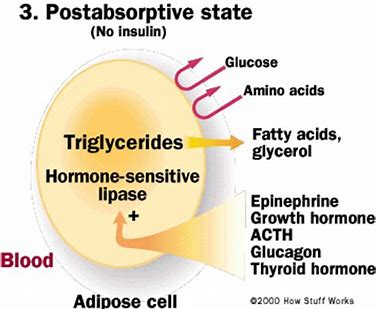 3. Postabsorptive state
(No insulin)
Glucose
Amino acids
Triglycerides
Fatty acids,
glycerol
Hormone-sensitive
lipase
+
Epinephrine
Growth hormone
ACTH
Glucagon
Thyroid hormone
Blood
Adipose cell
©2000 How Stuff Works